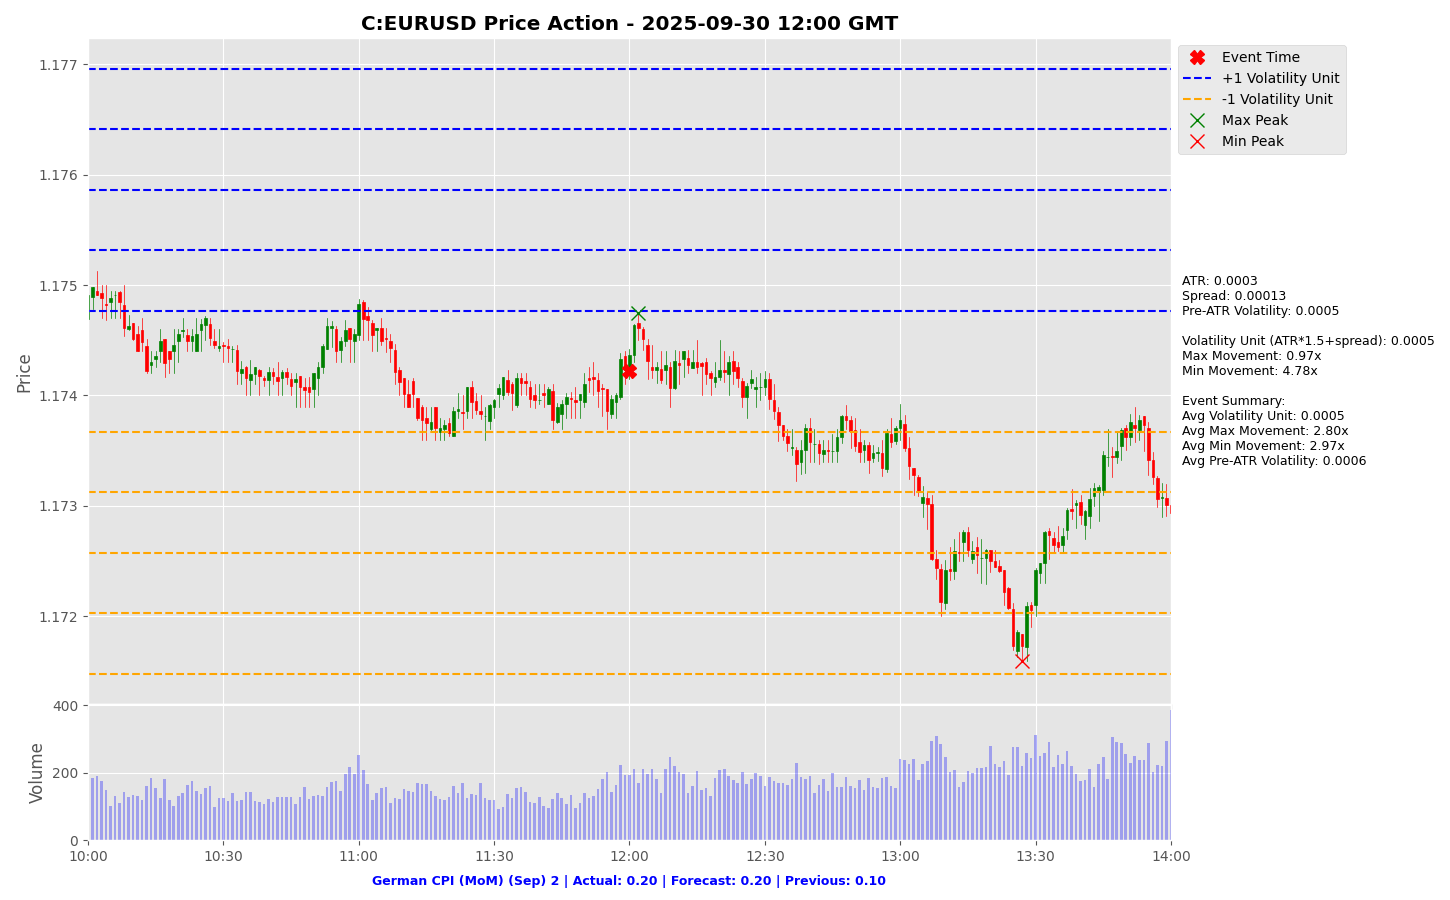 C:EURUSD Price Action - 2025-09-30 12:00 GMT
Event Time
+1 Volatility Unit
-1 Volatility Unit
Max Peak
Min Peak
Price
1.177
1.176
1.175
1.174
1.173
1.172
ATR: 0.0003
Spread: 0.00013
Pre-ATR Volatility: 0.0005
Volatility Unit (ATR*1.5+spread): 0.0005
Max Movement: 0.97x
Min Movement: 4.78x
Event Summary:
Avg Volatility Unit: 0.0005
Avg Max Movement: 2.80x
Avg Min Movement: 2.97x
Avg Pre-ATR Volatility: 0.0006
Volume
400
200
0
10:00 10:30 11:00 11:30 12:00 12:30 13:00 13:30 14:00
German CPI (MoM) (Sep) 2 | Actual: 0.20 | Forecast: 0.20 | Previous: 0.10